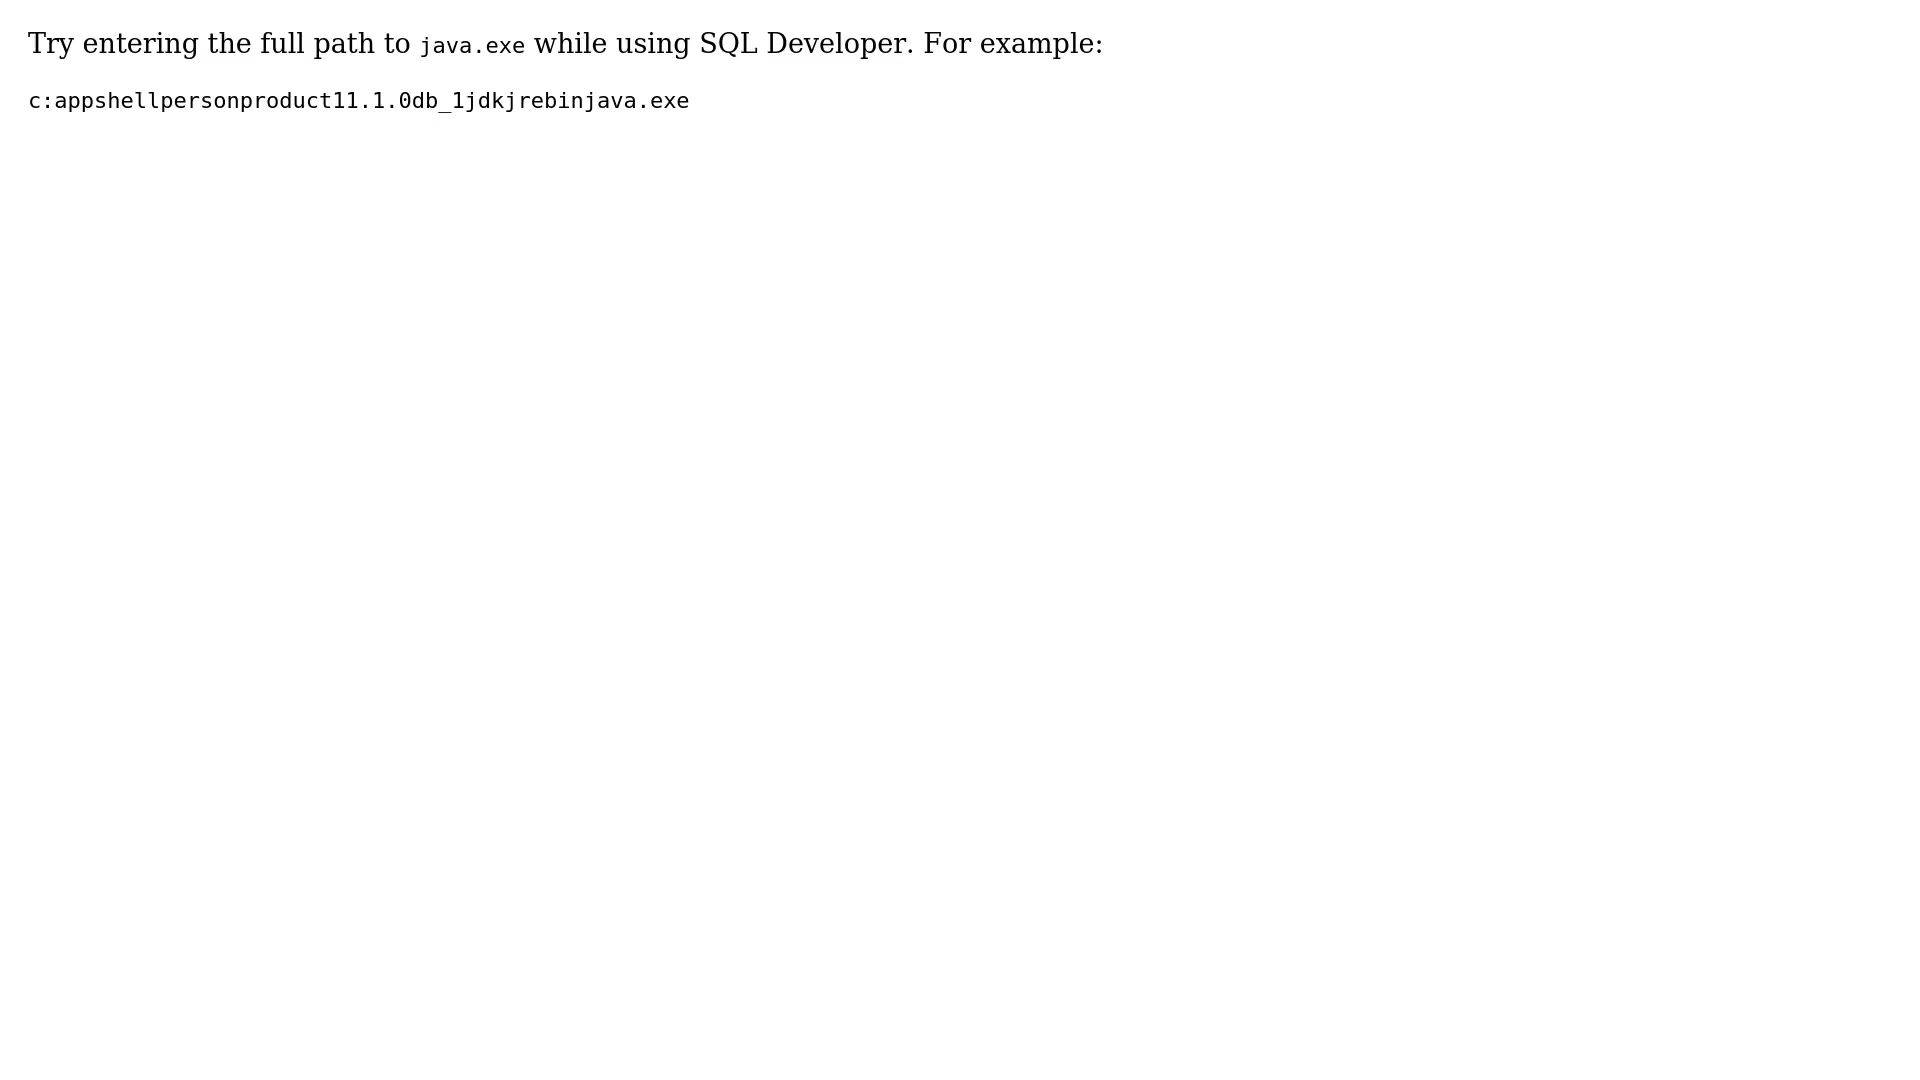 Try entering the full path to java.exe while using SQL Developer. For example:
c:appshellpersonproduct11.1.0db_1jdkjrebinjava.exe